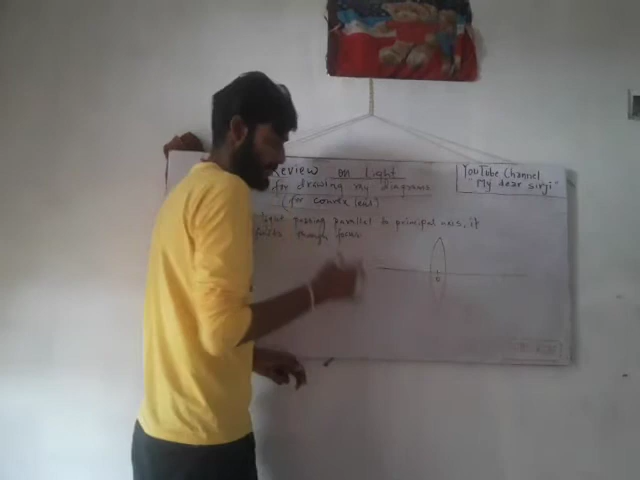 Review on Light
for drawing ray diagrams
(for convex lens)
light passing parallel to principal axis, it
through focus
YouTube Channel
"My dear sirji"
O